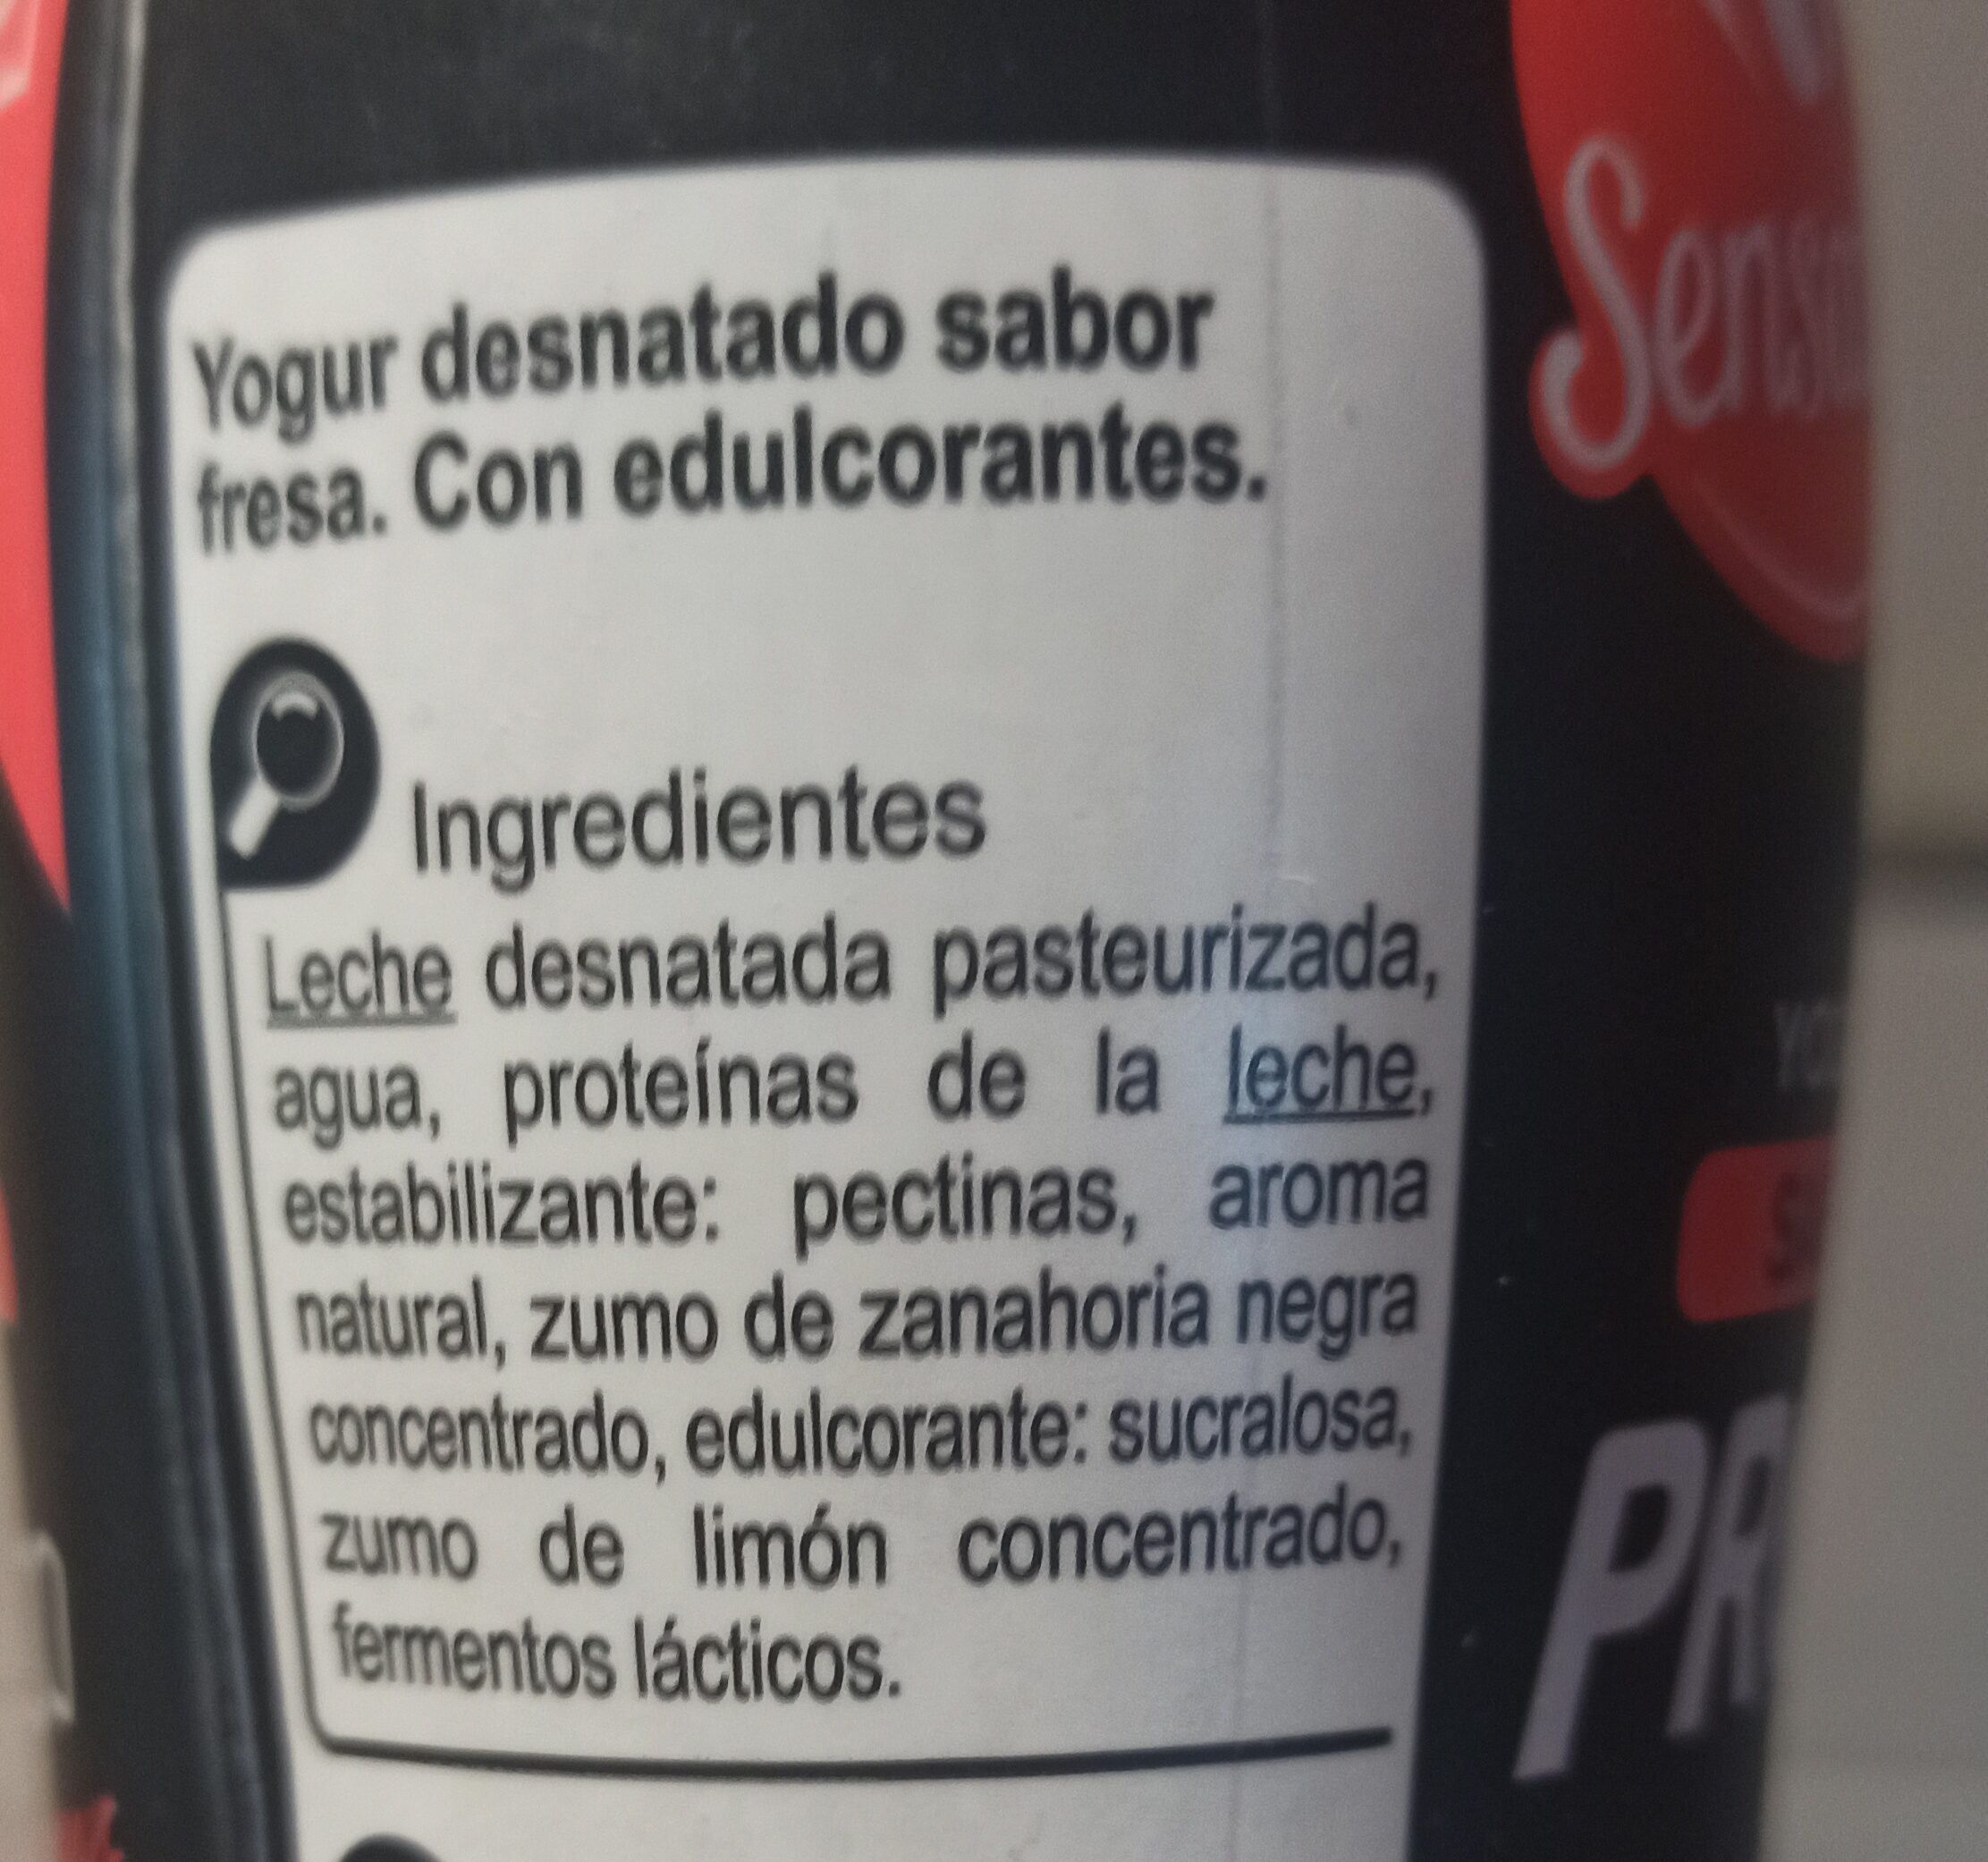 Yogur desnatado sabor
fresa. Con edulcorantes.
Ingredientes
Leche desnatada pasteurizada,
agua, proteínas de la leche,
estabilizante: pectinas, aroma
natural, zumo de zanahoria negra
concentrado, edulcorante: sucralosa,
zumo de limón concentrado,
fermentos lácticos.